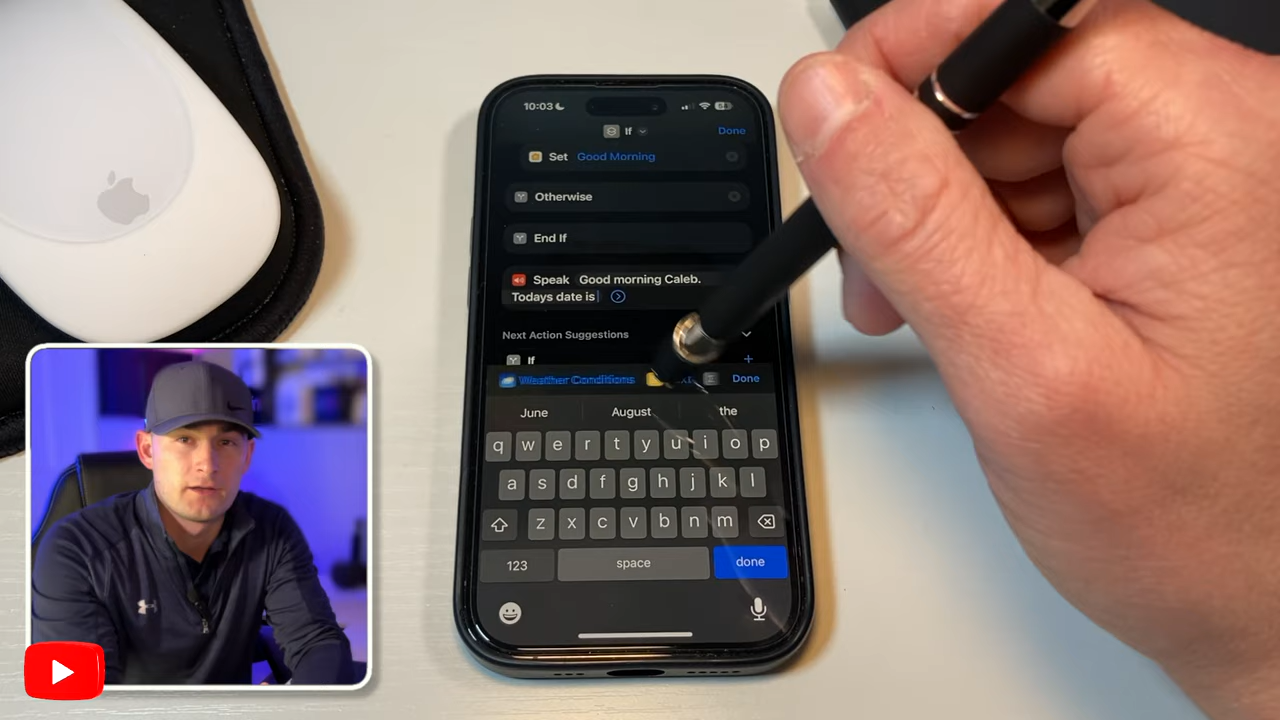 10:03
If
Done
Set Good Morning
Otherwise
End If
Speak Good morning Caleb.
Todays date is
Next Action Suggestions
If
Weather Conditions
Done
June August the
q w e r t y u i o p
a s d f g h j k l
z x c v b n m
123 space done